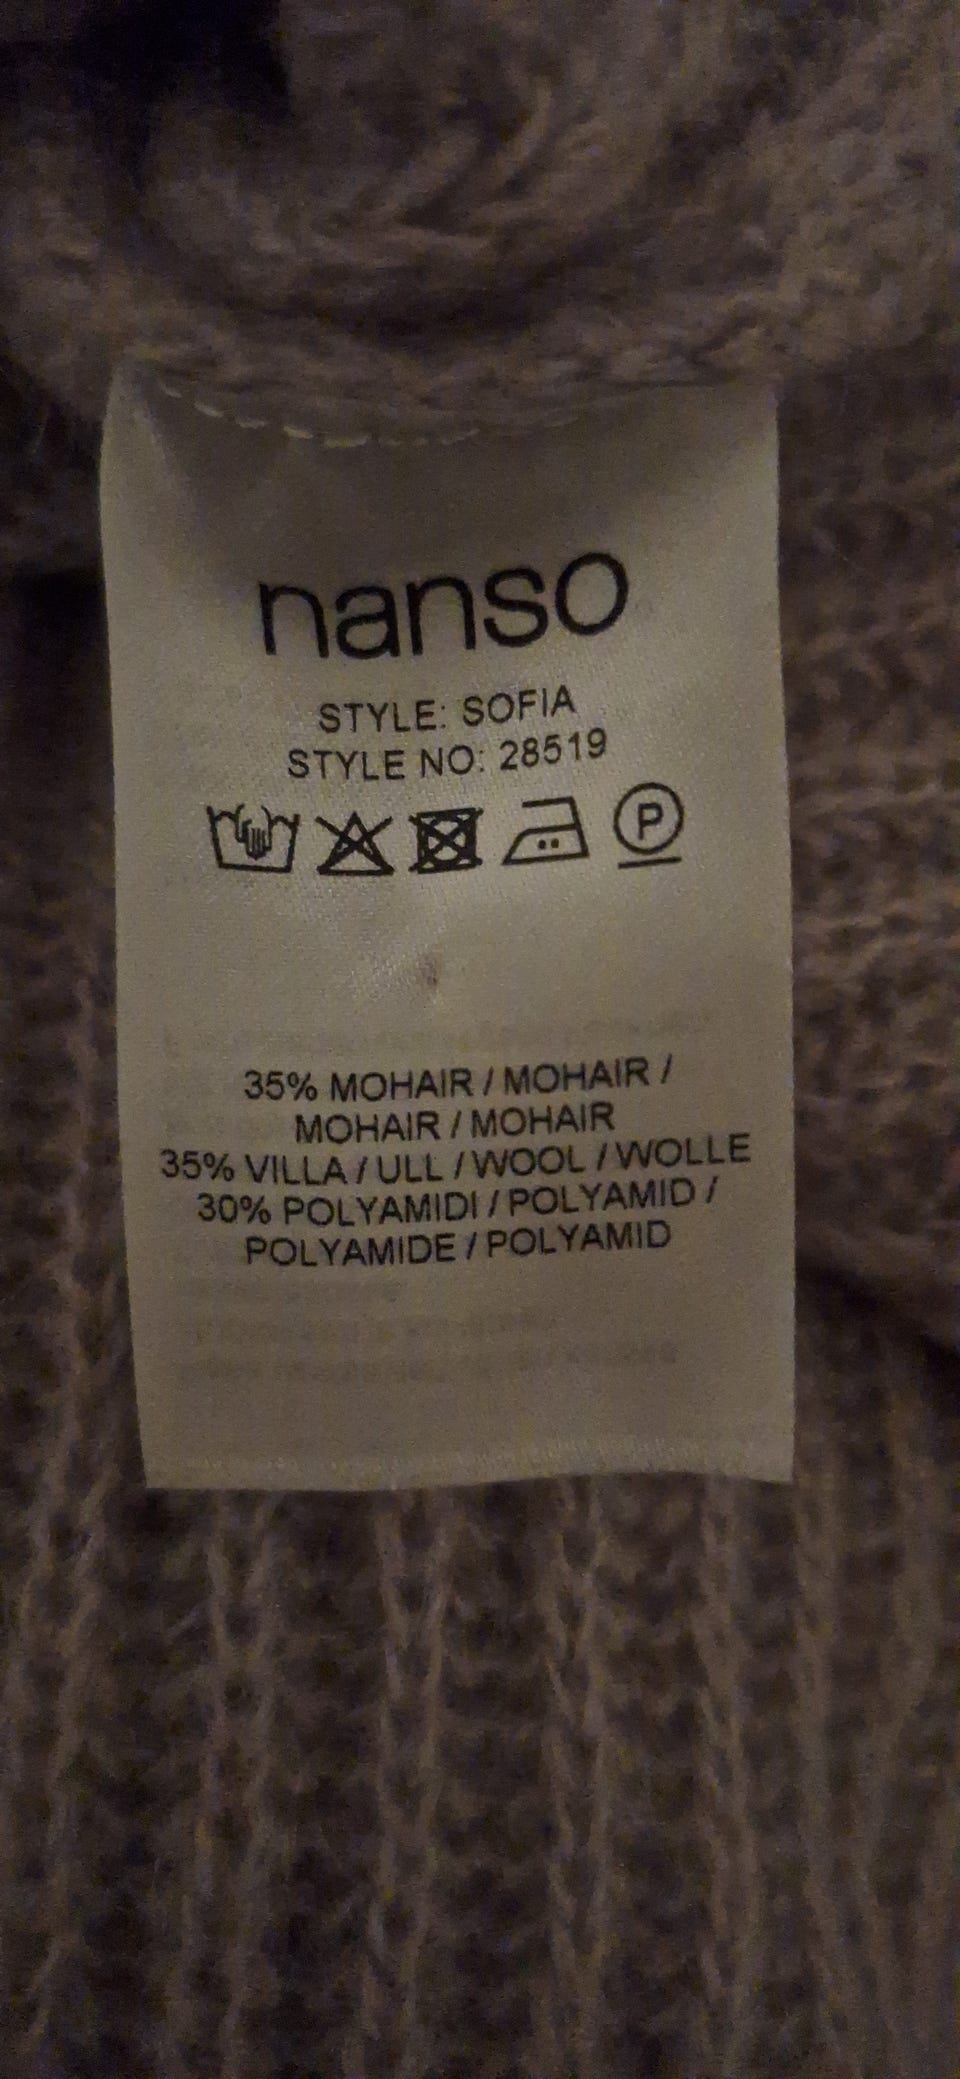 nanso
STYLE: SOFIA
STYLE NO: 28519
P
35% MOHAIR / MOHAIR /
MOHAIR / MOHAIR
35% VILLA / ULL / WOOL / WOLLE
30% POLYAMIDI / POLYAMID /
POLYAMIDE / POLYAMID